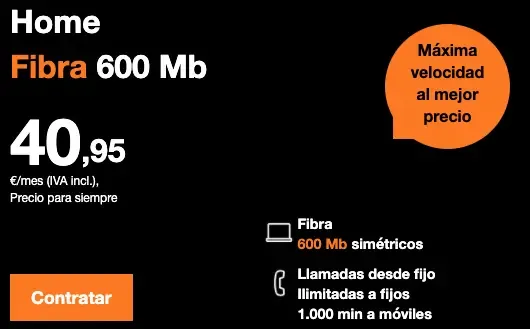 Home
Fibra 600 Mb
Máxima
velocidad
al mejor
precio
40,95
€/mes (IVA incl.),
Precio para siempre
Fibra
600 Mb simétricos
Llamadas desde fijo
Ilimitadas a fijos
1.000 min a móviles
Contratar